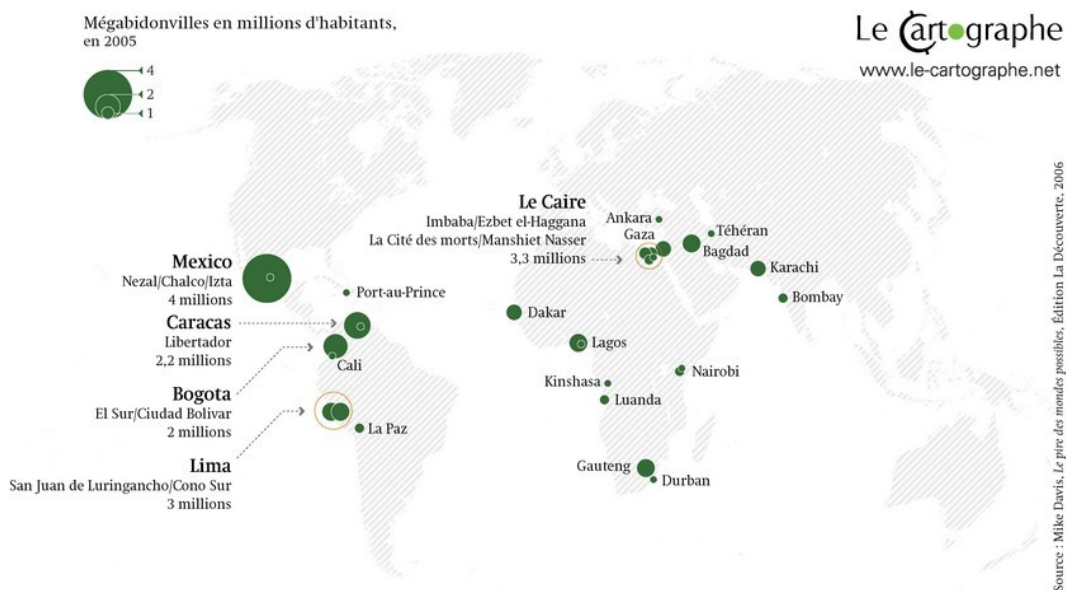 Mégabidonvilles en millions d'habitants,
en 2005
4
2
1
Le Cartographe
www.le-cartographe.net
Le Caire
Imbaba/Ezbet el-Haggana
La Cité des morts/Manshiet Nasser
3,3 millions
Ankara
Gaza
Téhéran
Bagdad
Karachi
Bombay
Mexico
Nezal/Chalco/Izta
4 millions
Port-au-Prince
Caracas
Libertador
2,2 millions
Cali
Bogota
El Sur/Ciudad Bolivar
2 millions
Lima
San Juan de Luringancho/Cono Sur
3 millions
La Paz
Dakar
Lagos
Nairobi
Kinshasa
Luanda
Gauteng
Durban
Source : Mike Davis, Le pire des mondes possibles, Édition La Découverte, 2006